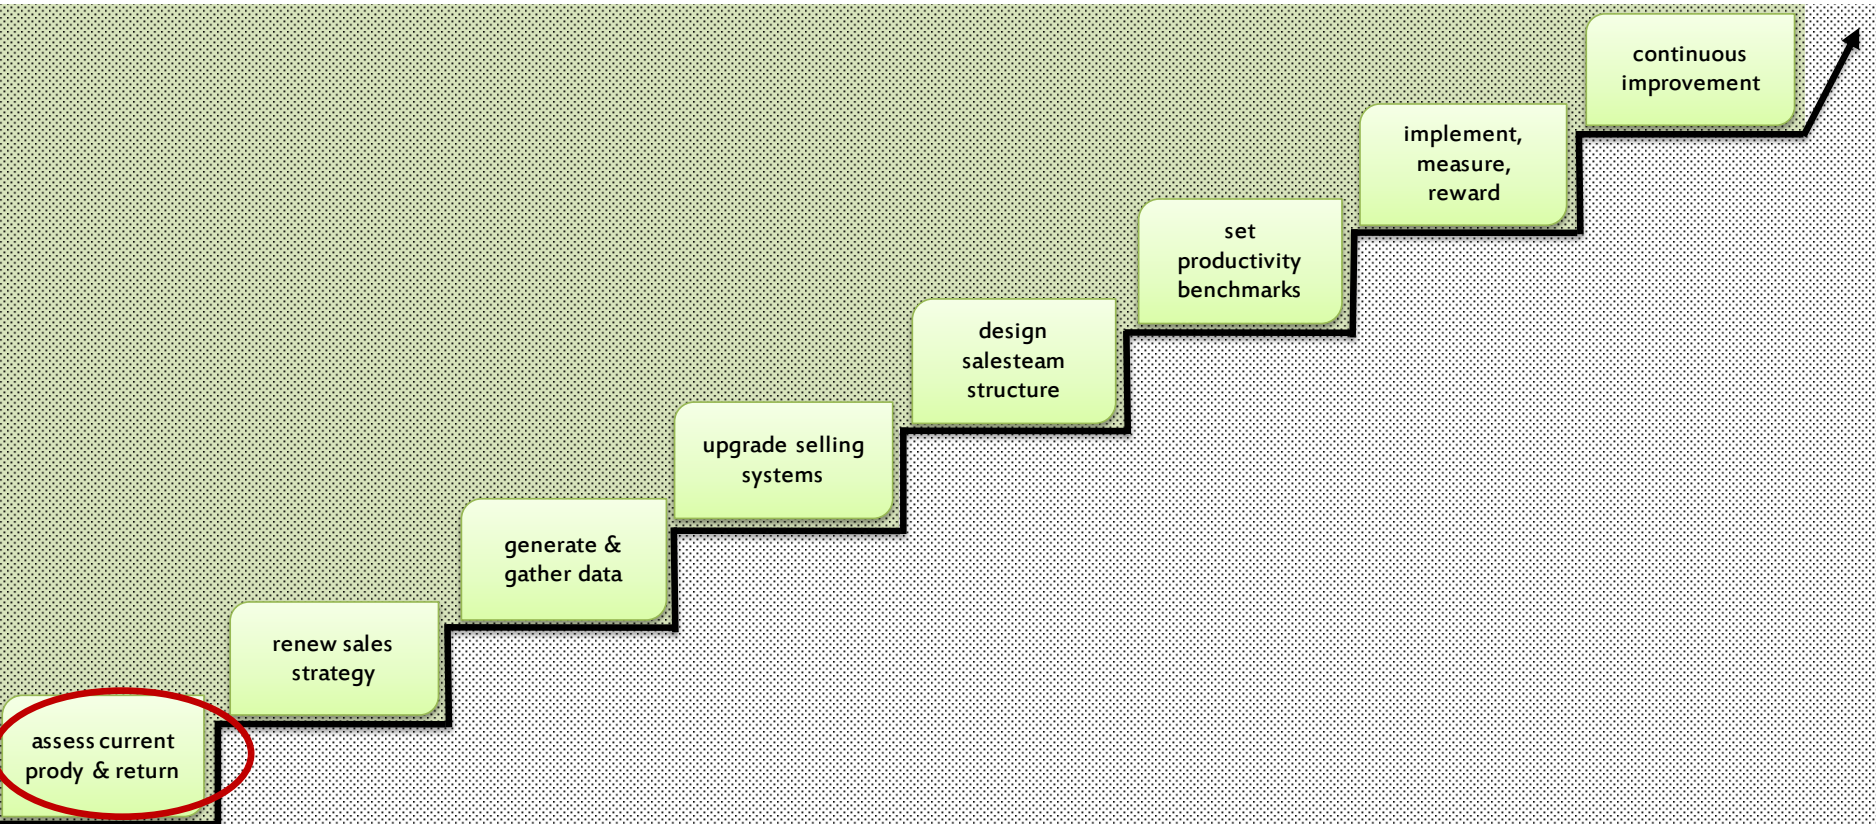 continuous
improvement
implement,
measure,
reward
set
productivity
benchmarks
design
salesteam
structure
upgrade selling
systems
generate &
gather data
renew sales
strategy
assess current
prody & return